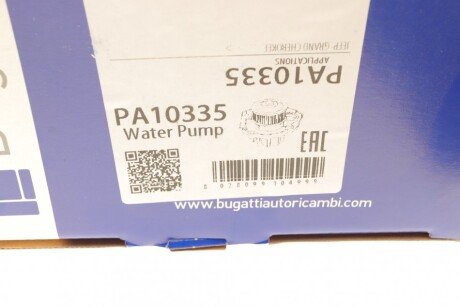 JEEP GRAND CHEROKEE >
APPLICATIONS
PA10335
PA10335
Water Pump
EAC
www.bugattiautoricambi.com